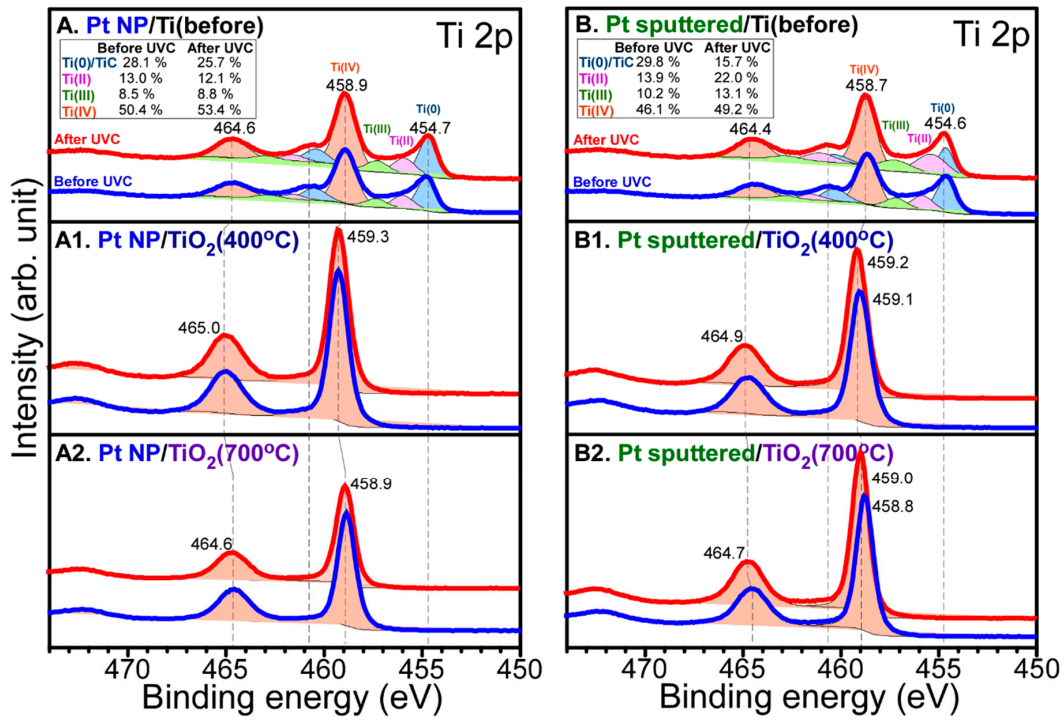 Intensity (arb. unit)
A. Pt NP/Ti(before)
Ti 2p
Before UVC After UVC
Ti(0)/TiC 28.1 % 25.7 %
Ti(II) 13.0 % 12.1 %
Ti(III) 8.5 % 8.8 %
Ti(IV) 50.4 % 53.4 %
Ti(IV)
458.9
Ti(III)
Ti(II)
Ti(0)
454.7
464.6
After UVC
Before UVC
A1. Pt NP/TiO2(400oC)
459.3
465.0
A2. Pt NP/TiO2(700oC)
458.9
464.6
470 465 460 455 450
Binding energy (eV)
B. Pt sputtered/Ti(before)
Ti 2p
Before UVC After UVC
Ti(0)/TiC 29.8 % 15.7 %
Ti(II) 13.9 % 22.0 %
Ti(III) 10.2 % 13.1 %
Ti(IV) 46.1 % 49.2 %
Ti(IV)
458.7
Ti(III)
Ti(II)
Ti(0)
454.6
464.4
After UVC
Before UVC
B1. Pt sputtered/TiO2(400oC)
459.2
459.1
464.9
B2. Pt sputtered/TiO2(700oC)
459.0
458.8
464.7
470 465 460 455 450
Binding energy (eV)